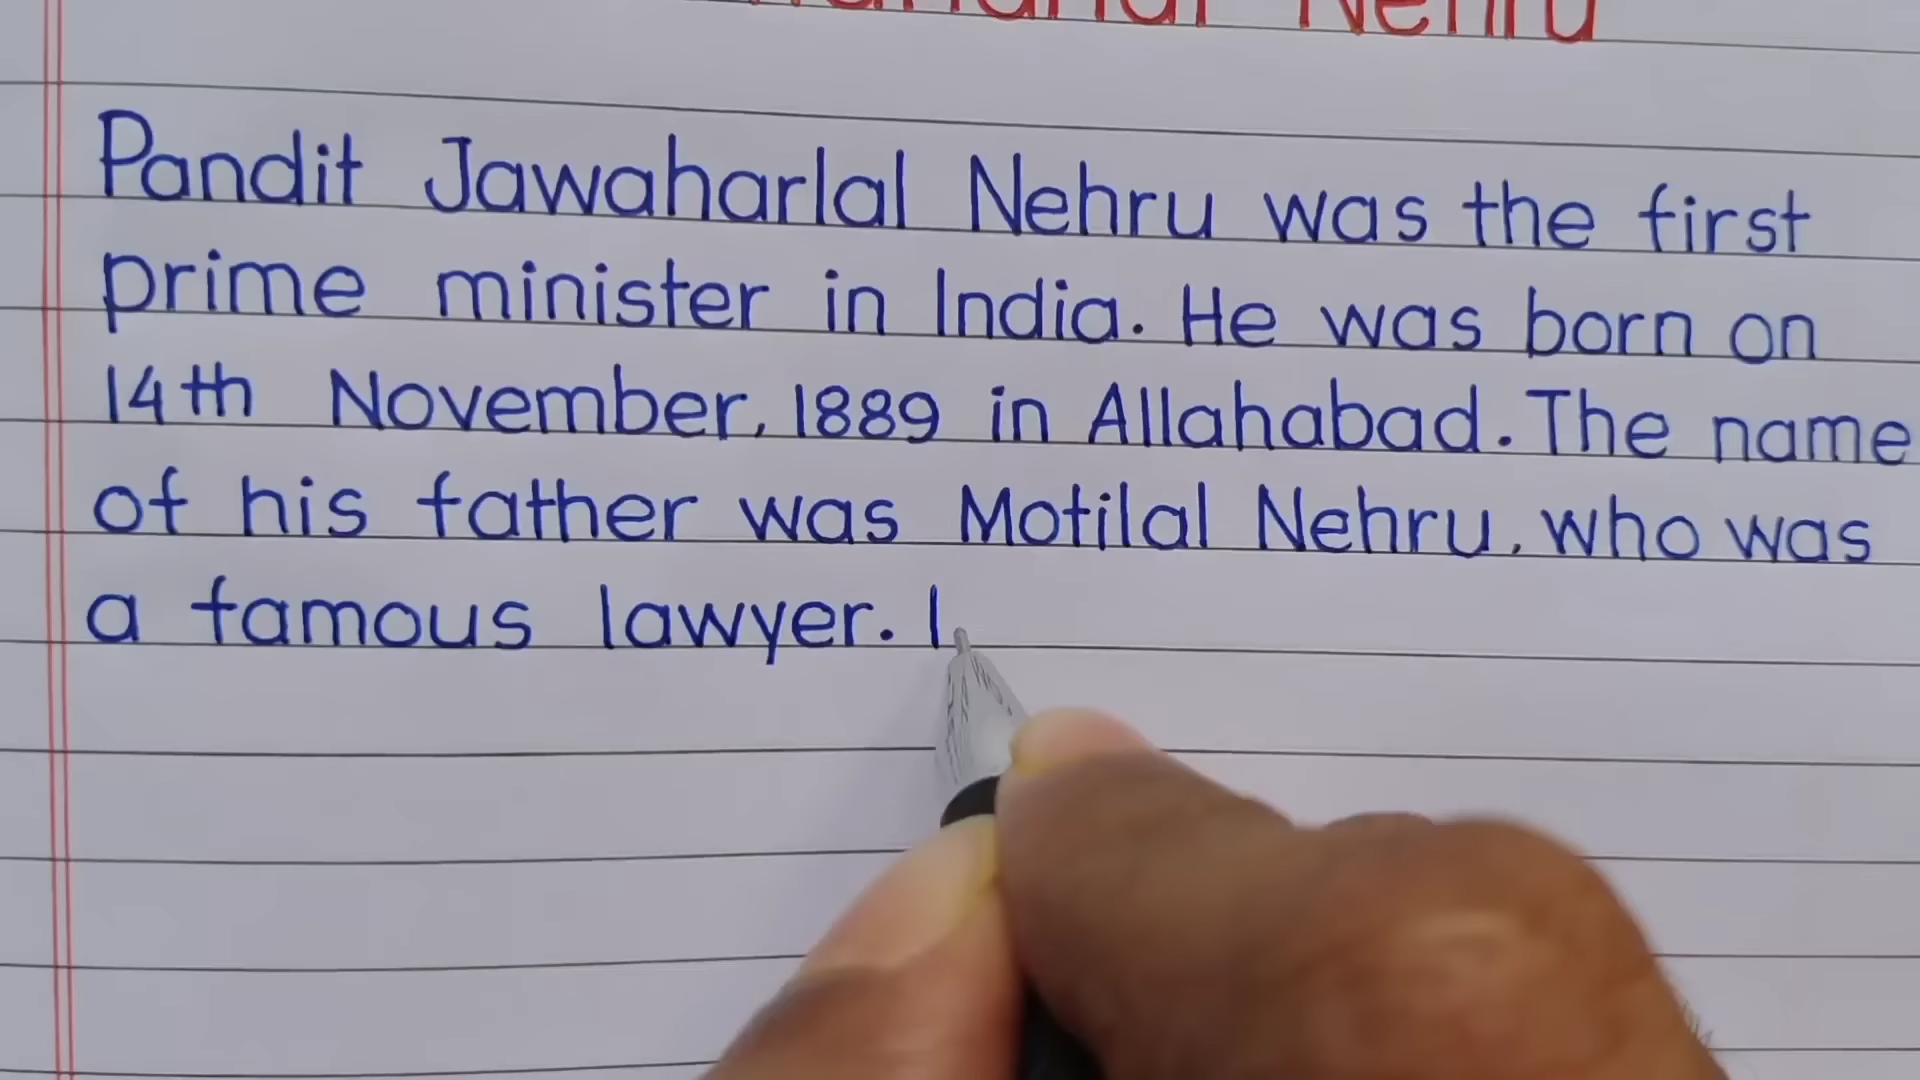 Nehru
Pandit Jawaharlal Nehru was the first
prime minister in India. He was born on
14th November, 1889 in Allahabad. The name
of his father was Motilal Nehru, who was
a famous lawyer.